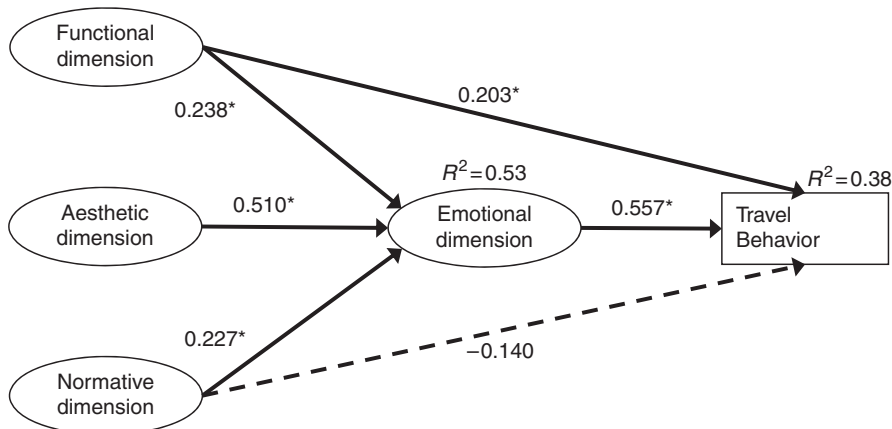 Functional
dimension
0.238*
0.203*
R² = 0.53
R² = 0.38
Aesthetic
dimension
0.510*
Emotional
dimension
0.557*
Travel
Behavior
0.227*
−0.140
Normative
dimension